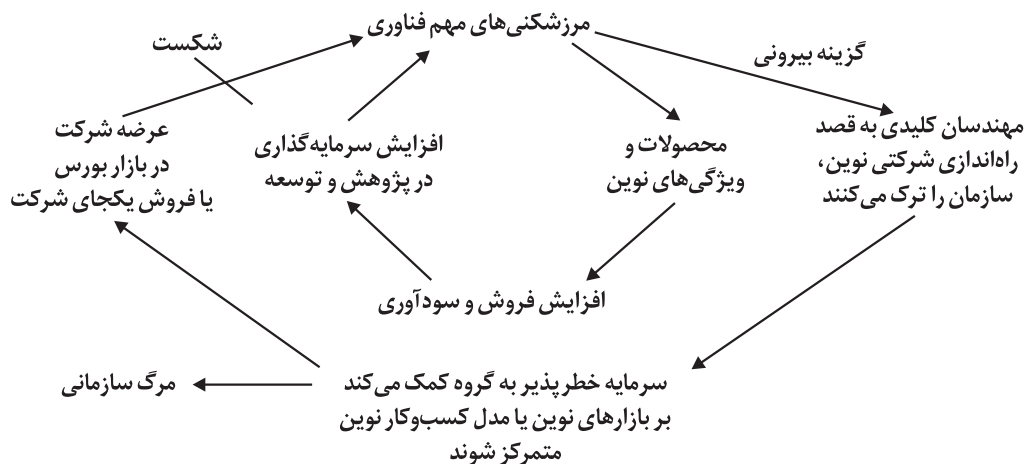 مرزشکنی‌های مهم فناوری
شکست
گزینه بیرونی
مهندسان کلیدی به قصد
راه‌اندازی شرکتی نوین،
سازمان را ترک می‌کنند
محصولات و
ویژگی‌های نوین
افزایش سرمایه‌گذاری
در پژوهش و توسعه
عرضه شرکت
در بازار بورس
یا فروش یکجای شرکت
افزایش فروش و سودآوری
سرمایه خطرپذیر به گروه کمک می‌کند
بر بازارهای نوین یا مدل کسب‌وکار نوین
متمرکز شوند
مرگ سازمانی